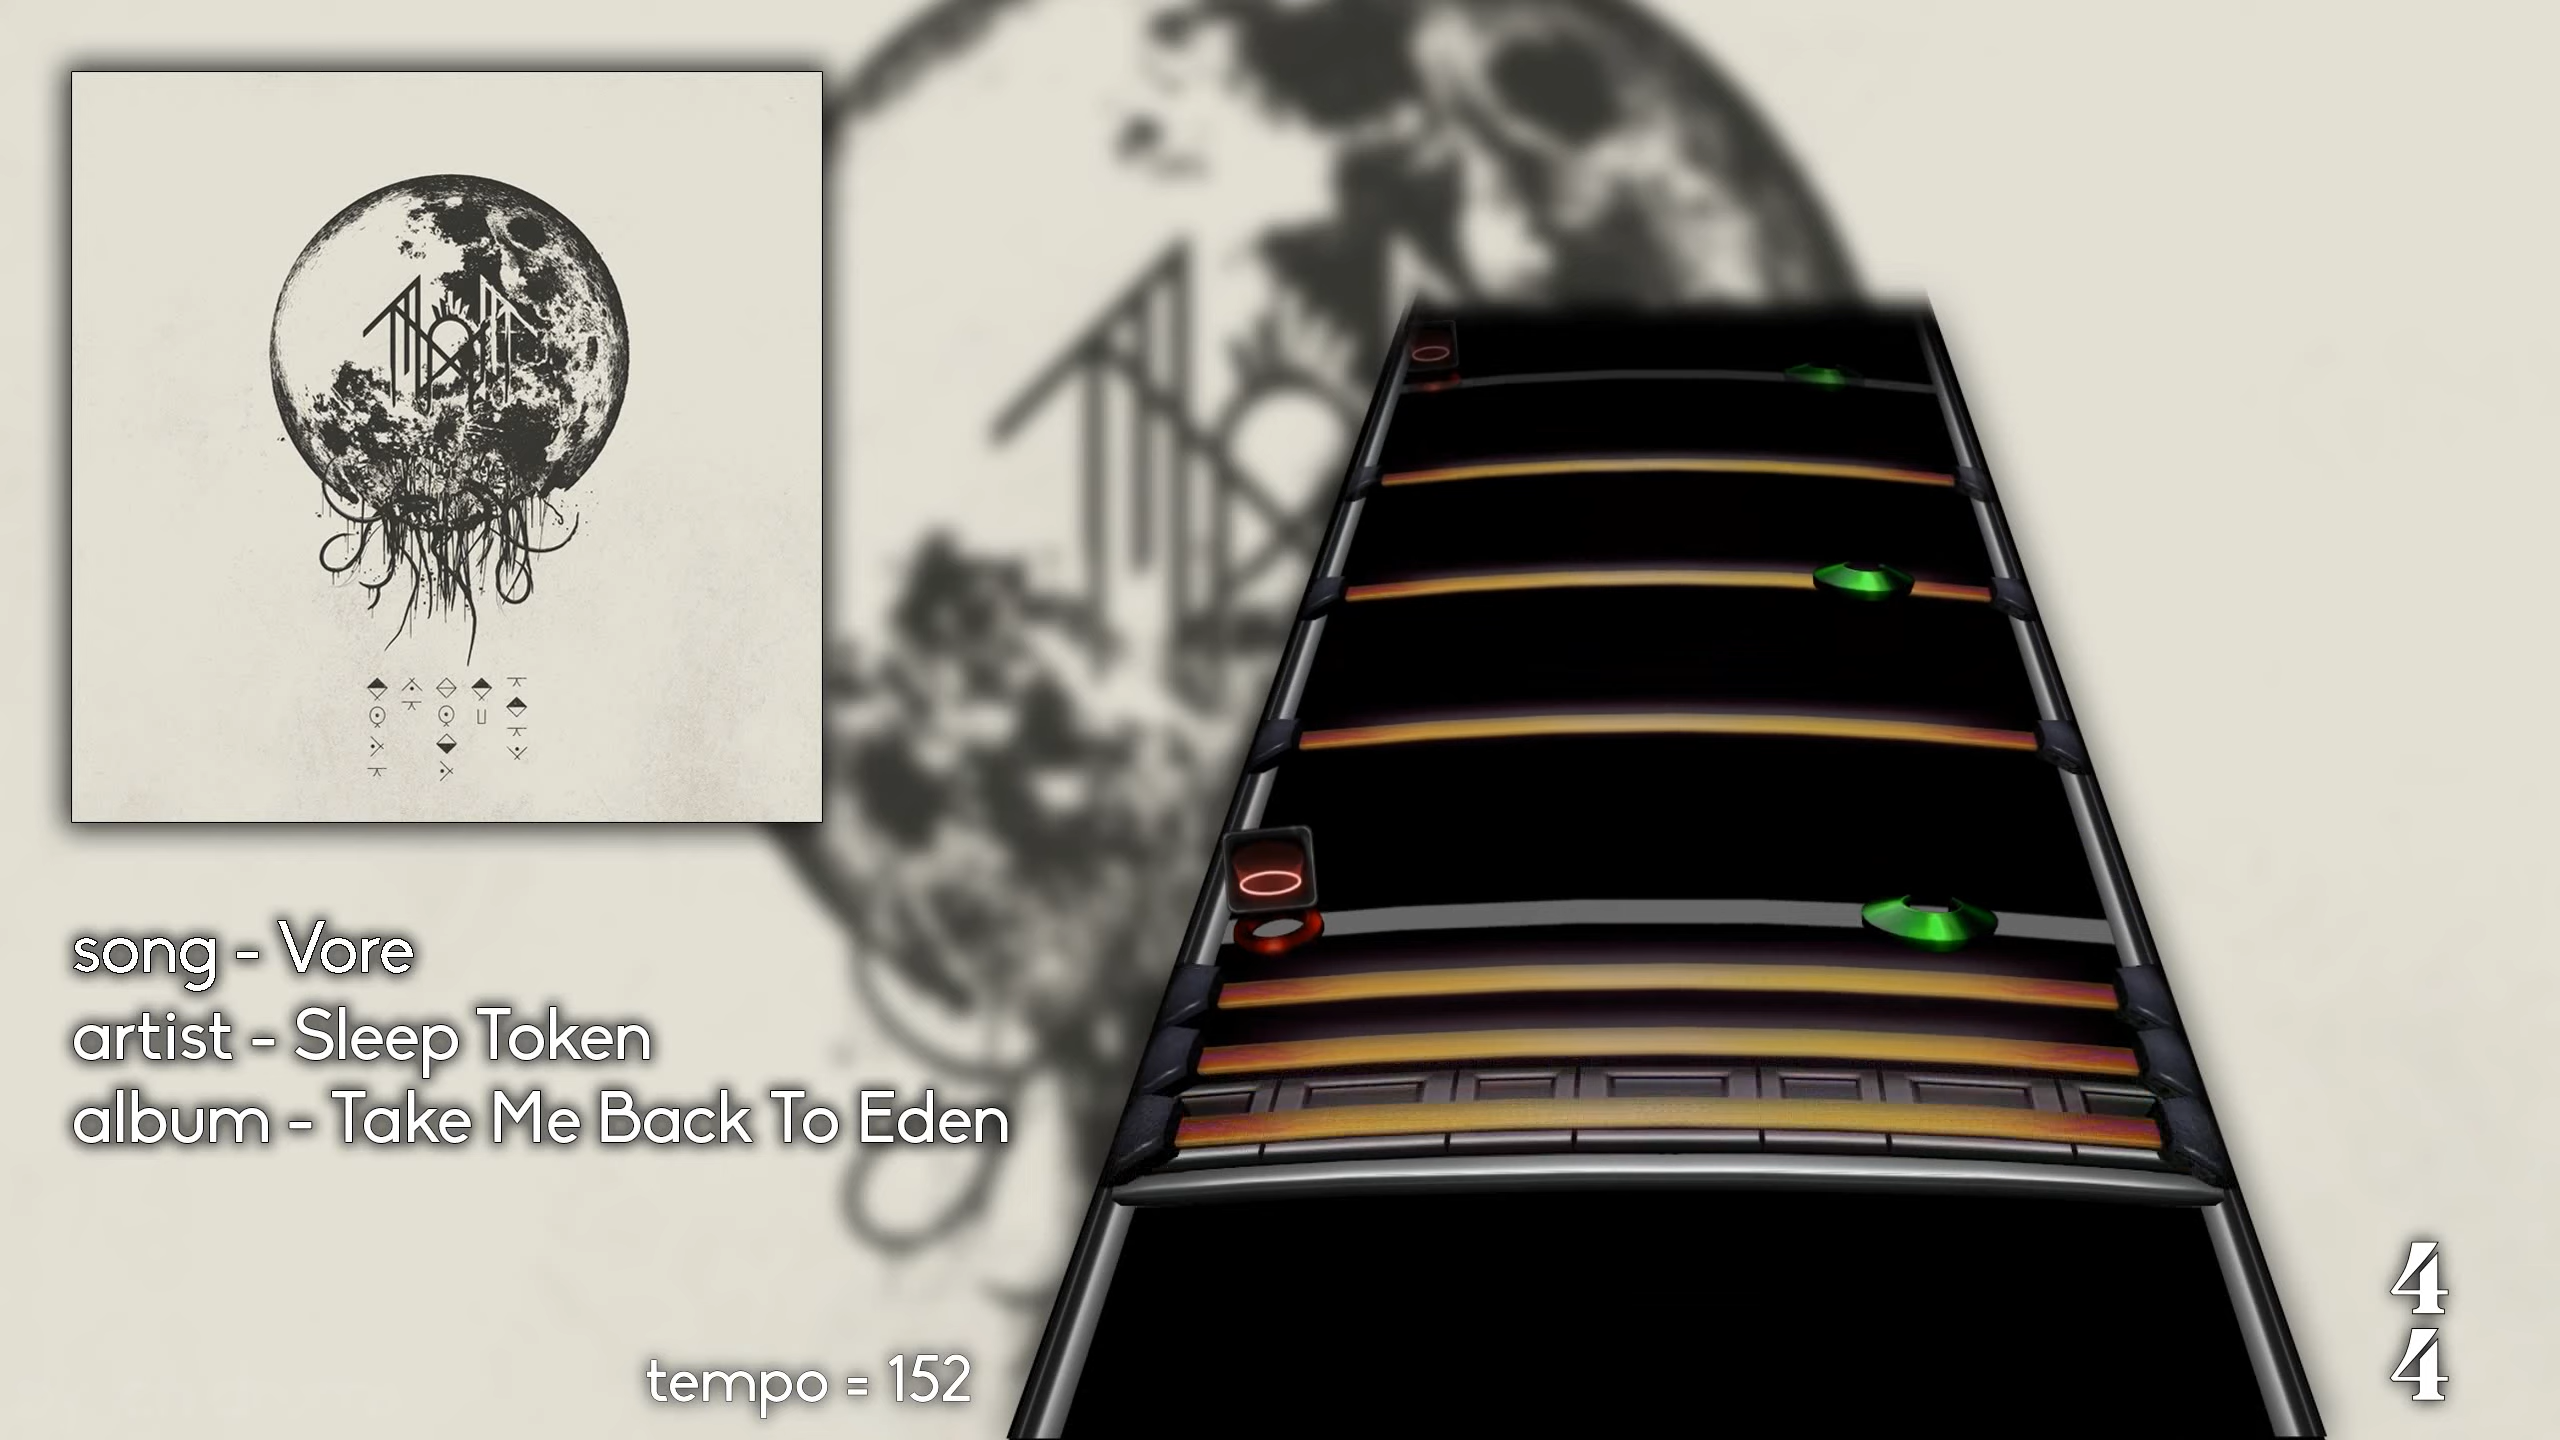 song - Vore
artist - Sleep Token
album - Take Me Back To Eden
tempo = 152
4
4